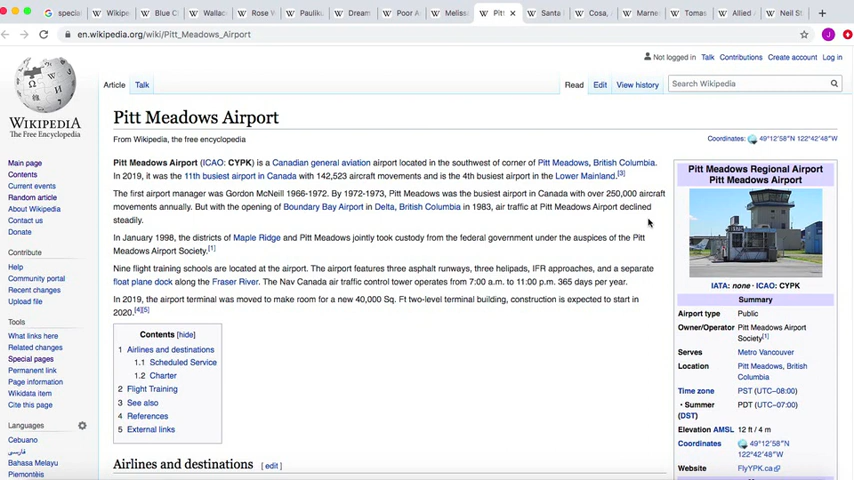 special
Wikipe
Blue C
Wallac
Rose V
Pauliku
Dream
Poor A
Meliss
Pitt
Santa
Cosa,
Marne
Tomas
Allied
Neil St
en.wikipedia.org/wiki/Pitt_Meadows_Airport
J
Not logged in Talk Contributions Create account Log in
Article Talk
Read Edit View history
Search Wikipedia
WIKIPEDIA
The Free Encyclopedia
Main page
Contents
Current events
Random article
About Wikipedia
Contact us
Donate
Contribute
Help
Community portal
Recent changes
Upload file
Tools
What links here
Related changes
Special pages
Permanent link
Page information
Wikidata item
Cite this page
Languages
Cebuano
فارسی
Bahasa Melayu
Piemontèis
Pitt Meadows Airport
From Wikipedia, the free encyclopedia
Coordinates: 49°12′58″N 122°42′48″W
Pitt Meadows Airport (ICAO: CYPK) is a Canadian general aviation airport located in the southwest of corner of Pitt Meadows, British Columbia.
In 2019, it was the 11th busiest airport in Canada with 142,523 aircraft movements and is the 4th busiest airport in the Lower Mainland.[3]
The first airport manager was Gordon McNeill 1966-1972. By 1972-1973, Pitt Meadows was the busiest airport in Canada with over 250,000 aircraft
movements annually. But with the opening of Boundary Bay Airport in Delta, British Columbia in 1983, air traffic at Pitt Meadows Airport declined
steadily.
In January 1998, the districts of Maple Ridge and Pitt Meadows jointly took custody from the federal government under the auspices of the Pitt
Meadows Airport Society.[1]
Nine flight training schools are located at the airport. The airport features three asphalt runways, three helipads, IFR approaches, and a separate
float plane dock along the Fraser River. The Nav Canada air traffic control tower operates from 7:00 a.m. to 11:00 p.m. 365 days per year.
In 2019, the airport terminal was moved to make room for a new 40,000 Sq. Ft two-level terminal building, construction is expected to start in
2020.[4][5]
Contents [hide]
1 Airlines and destinations
1.1 Scheduled Service
1.2 Charter
2 Flight Training
3 See also
4 References
5 External links
Airlines and destinations [ edit ]
Pitt Meadows Regional Airport
Pitt Meadows Airport
IATA: none · ICAO: CYPK
Summary
Airport type Public
Owner/Operator Pitt Meadows Airport
Society[1]
Serves Metro Vancouver
Location Pitt Meadows, British
Columbia
Time zone PST (UTC−08:00)
• Summer PDT (UTC−07:00)
(DST)
Elevation AMSL 12 ft / 4 m
Coordinates 49°12′58″N
122°42′48″W
Website FlyYPK.ca